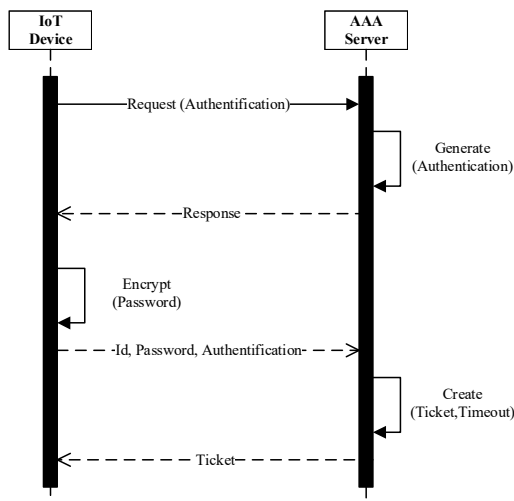 IoT
Device
AAA
Server
Request (Authentification)
Generate
(Authentication)
Response
Encrypt
(Password)
Id, Password, Authentification
Create
(Ticket,Timeout)
Ticket